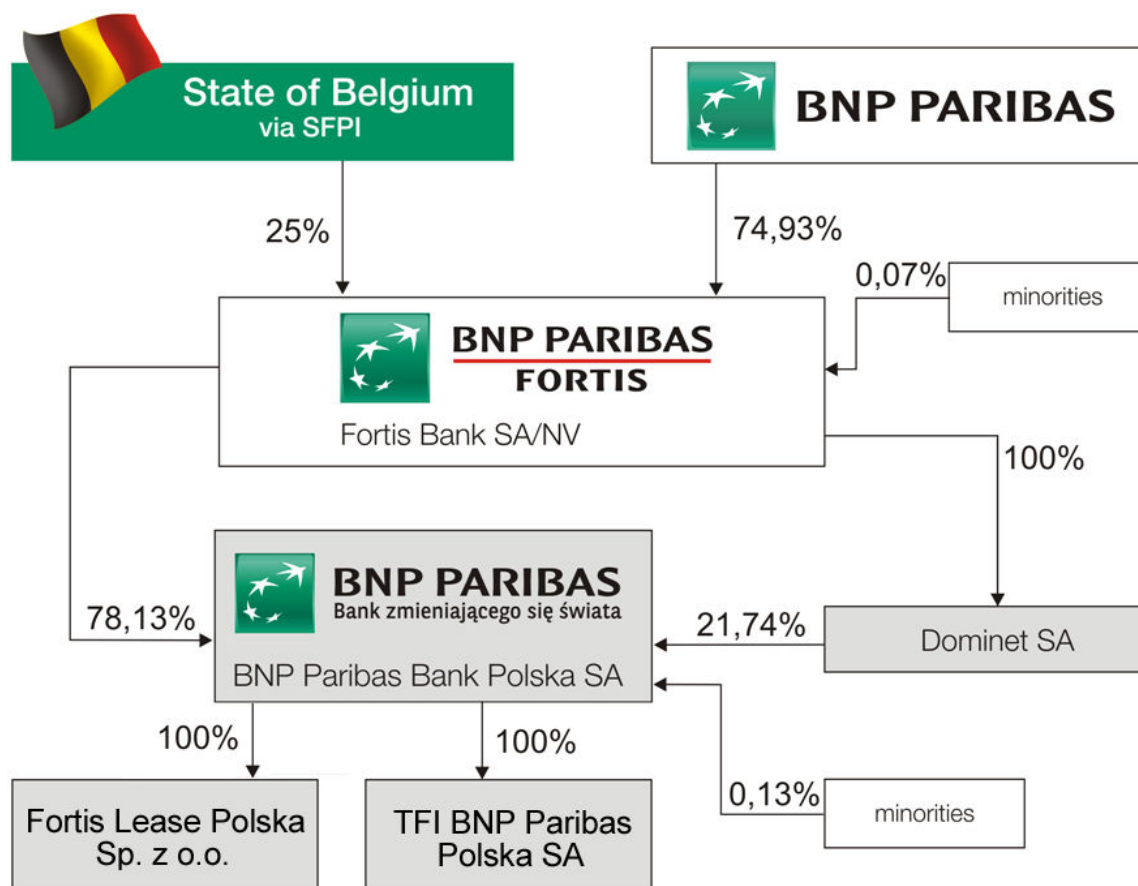 State of Belgium
via SFPI
BNP PARIBAS
25%
74,93%
0,07%
minorities
BNP PARIBAS
FORTIS
Fortis Bank SA/NV
100%
BNP PARIBAS
Bank zmieniającego się świata
78,13%
21,74%
Dominet SA
BNP Paribas Bank Polska SA
100%
100%
0,13%
minorities
Fortis Lease Polska
Sp. z o.o.
TFI BNP Paribas
Polska SA